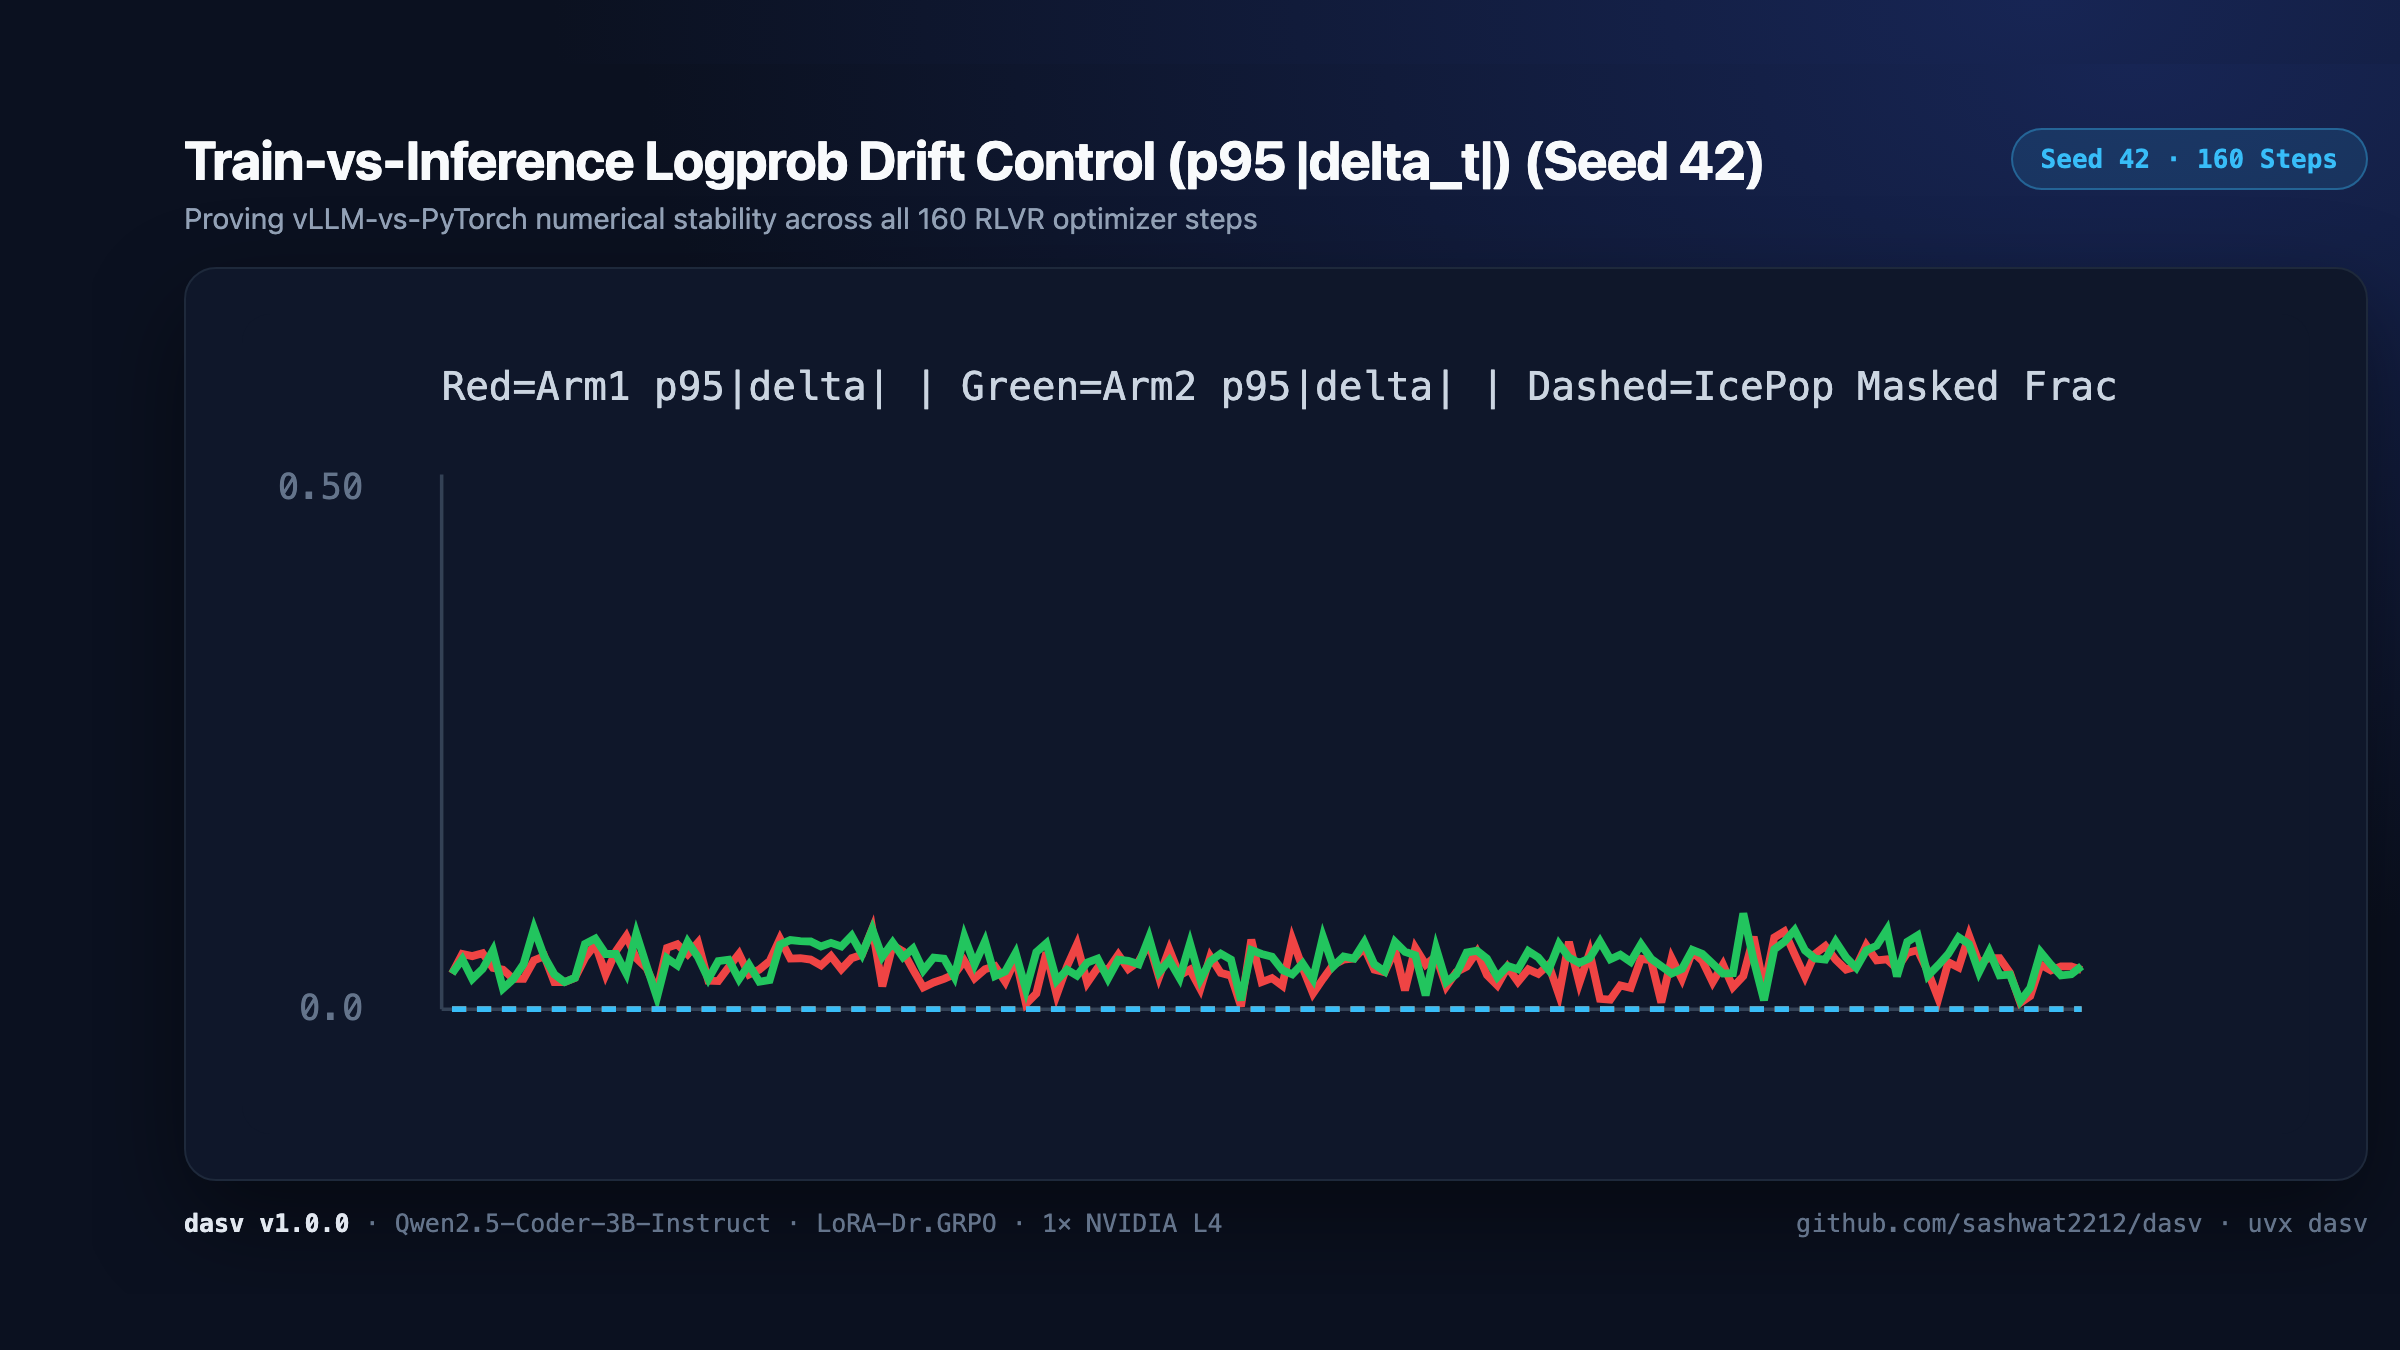 Train-vs-Inference Logprob Drift Control (p95 |delta_t|) (Seed 42)
Seed 42 · 160 Steps
Proving vLLM-vs-PyTorch numerical stability across all 160 RLVR optimizer steps
Red=Arm1 p95|delta| | Green=Arm2 p95|delta| | Dashed=IcePop Masked Frac
0.50
0.0
dasv v1.0.0 · Qwen2.5-Coder-3B-Instruct · LoRA-Dr.GRPO · 1× NVIDIA L4
github.com/sashwat2212/dasv · uvx dasv